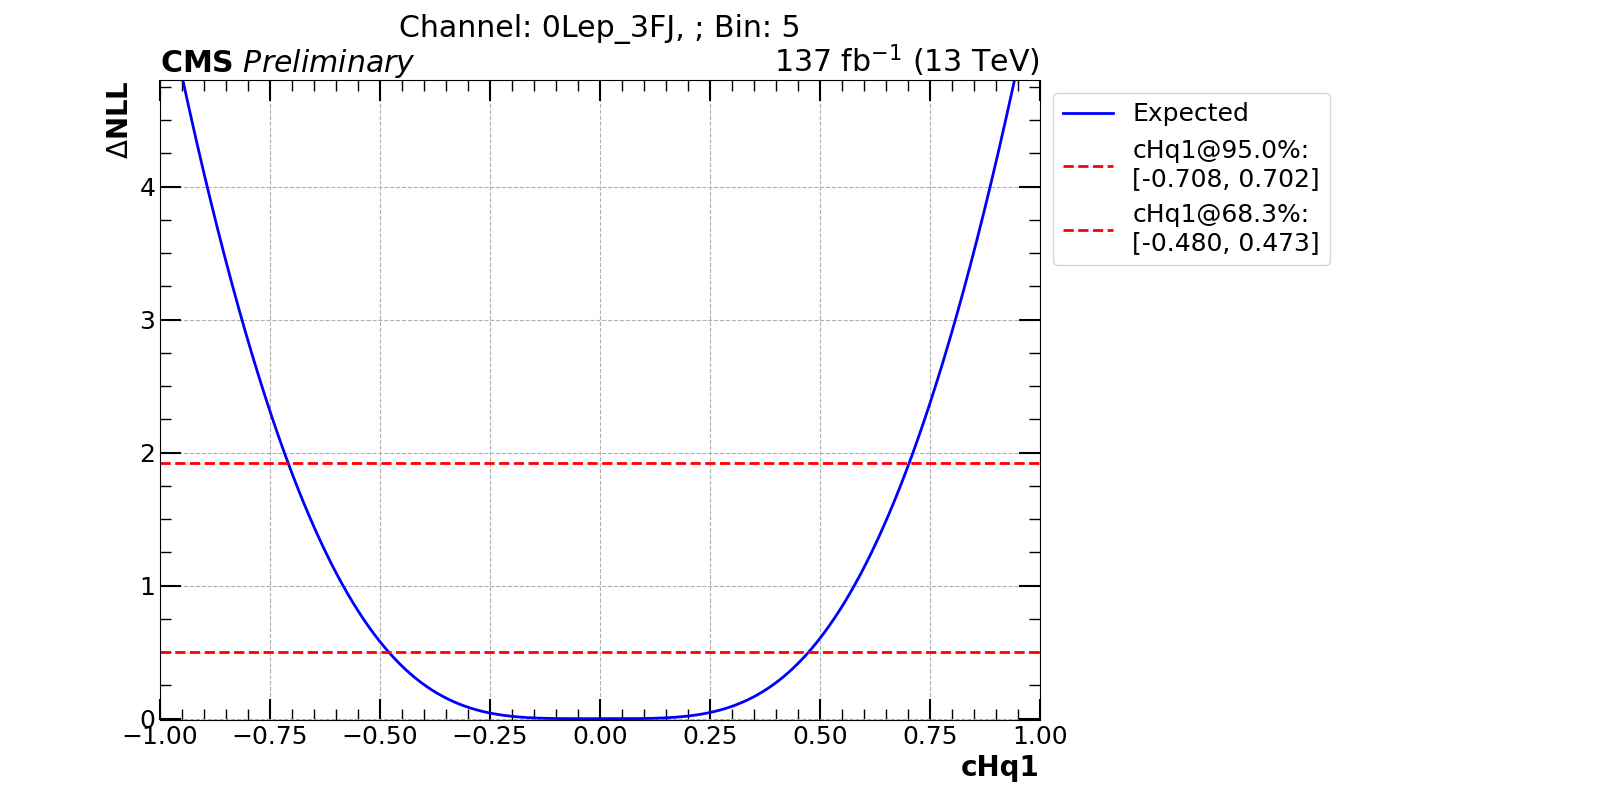 Channel: 0Lep_3FJ, ; Bin: 5
CMS Preliminary 137 fb⁻¹ (13 TeV)
ΔNLL
4
3
2
1
0
−1.00 −0.75 −0.50 −0.25 0.00 0.25 0.50 0.75 1.00
cHq1
Expected
cHq1@95.0%:
[-0.708, 0.702]
cHq1@68.3%:
[-0.480, 0.473]